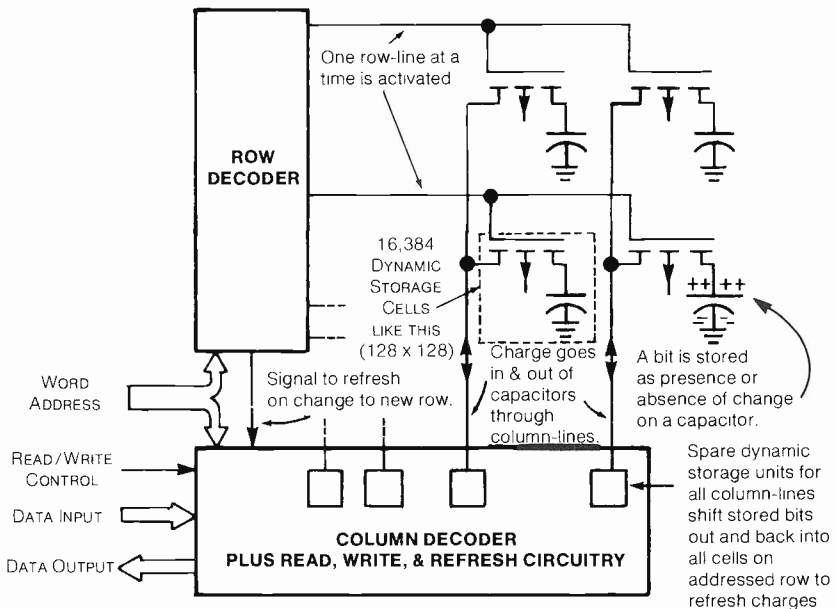 One row-line at a
time is activated
ROW
DECODER
16,384
DYNAMIC
STORAGE
CELLS
LIKE THIS
(128 x 128)
++ ++
WORD
ADDRESS
Signal to refresh
on change to new row.
Charge goes
in & out of
capacitors
through
column-lines.
A bit is stored
as presence or
absence of change
on a capacitor.
READ/WRITE
CONTROL
DATA INPUT
DATA OUTPUT
COLUMN DECODER
PLUS READ, WRITE, & REFRESH CIRCUITRY
Spare dynamic
storage units for
all column-lines
shift stored bits
out and back into
all cells on
addressed row to
refresh charges